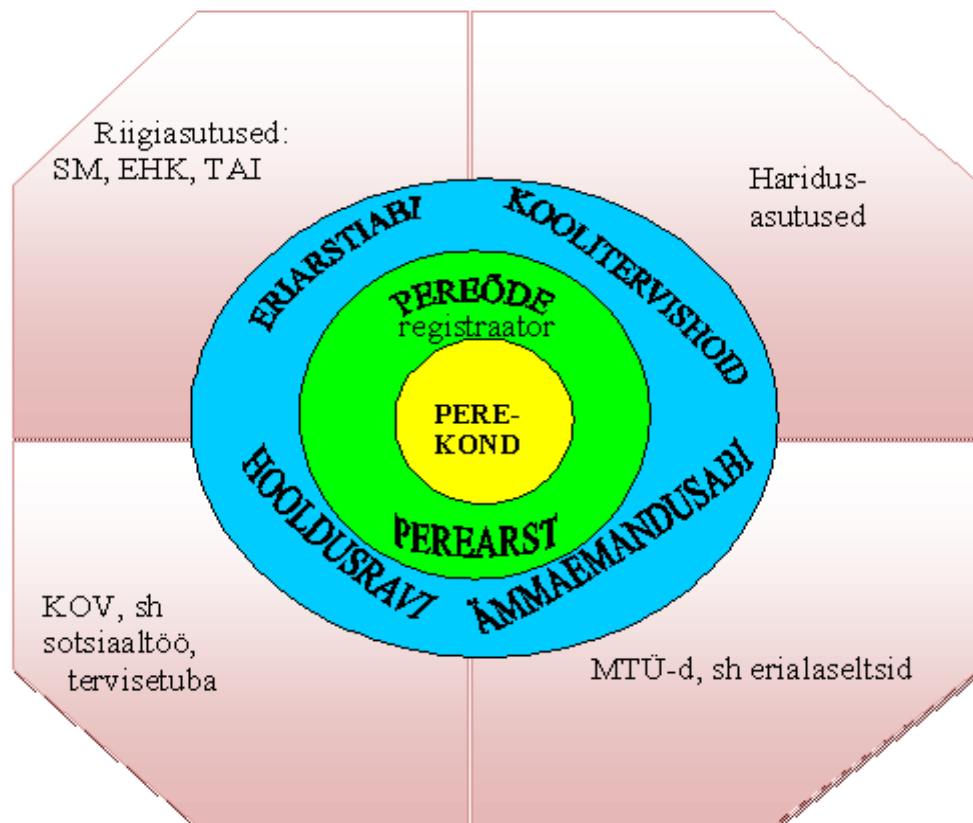 Riigiasutused:
SM, EHK, TAI
Haridus-
asutused
ERIARSTIABI
KOOLITERVISHOID
PEREÕDE
registraator
PERE-
KOND
PEREARST
HOOLDUSRAVI
ÄMMAEMANDUSABI
KOV, sh
sotsiaaltöö,
tervisetuba
MTÜ-d, sh erialaseltsid